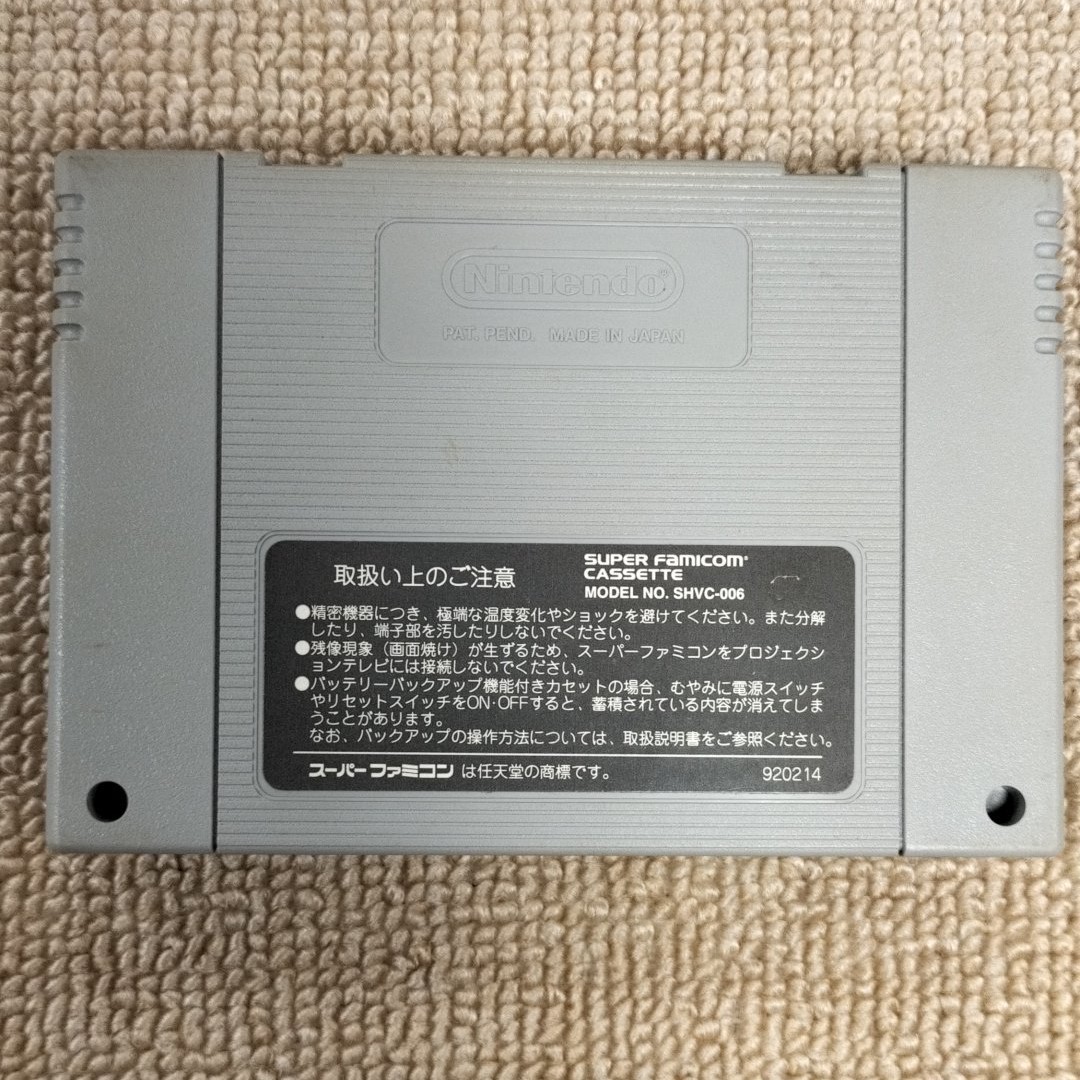 Nintendo®
PAT. PEND. MADE IN JAPAN
取扱い上のご注意
SUPER FAMICOM®
CASSETTE
MODEL NO. SHVC-006
●精密機器につき、極端な温度変化やショックを避けてください。また分解
したり、端子部を汚したりしないでください。
●残像現象（画面焼け）が生ずるため、スーパーファミコンをプロジェクシ
ョンテレビには接続しないでください。
●バッテリーバックアップ機能付きカセットの場合、むやみに電源スイッチ
やリセットスイッチをON・OFFすると、蓄積されている内容が消えてしま
うことがあります。
なお、バックアップの操作方法については、取扱説明書をご参照ください。
スーパーファミコン は任天堂の商標です。
920214